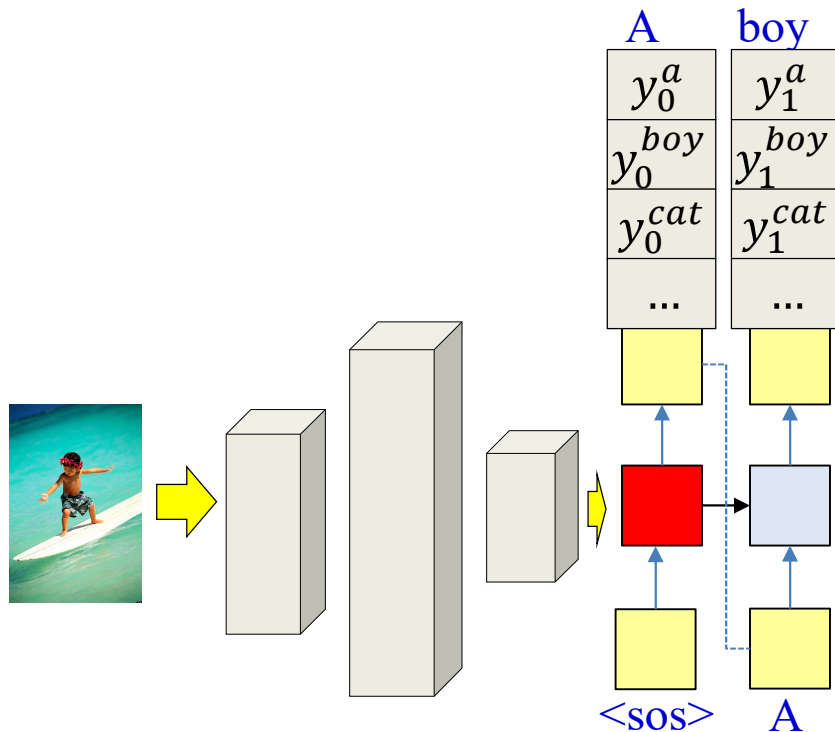 A boy
y_0^a y_1^a
y_0^{boy} y_1^{boy}
y_0^{cat} y_1^{cat}
... ...
<sos> A